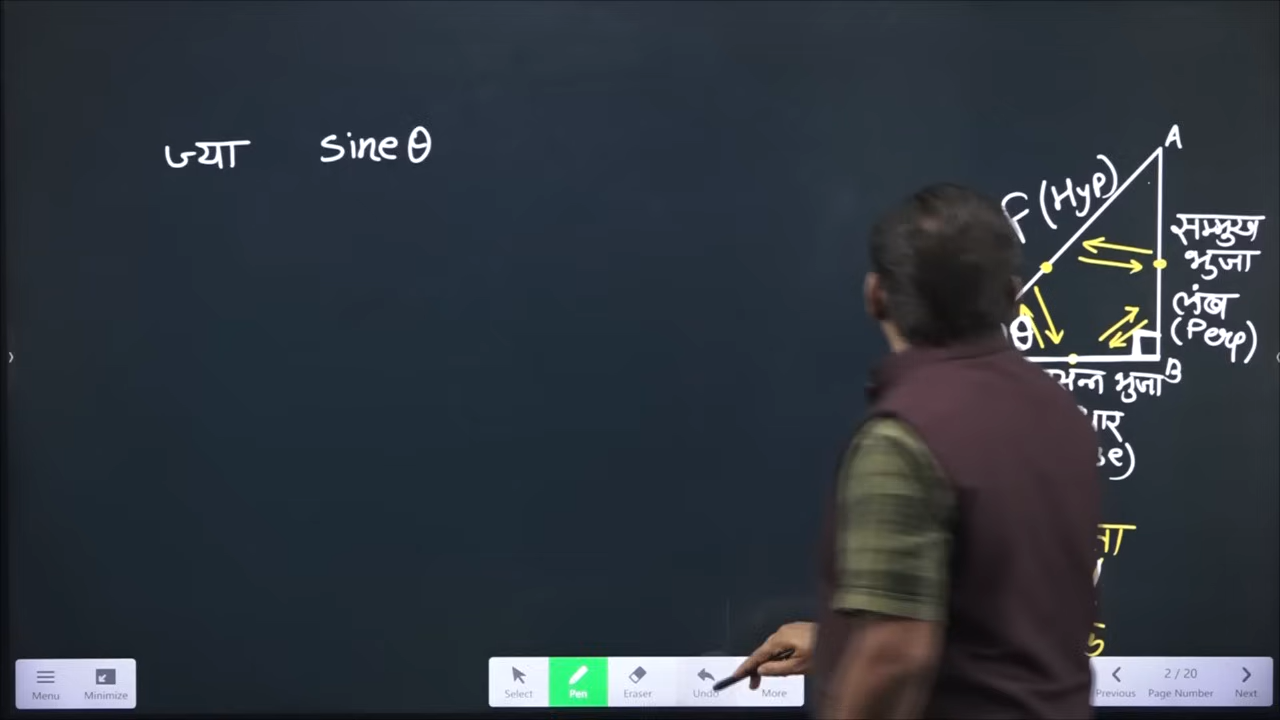 ज्या sine θ
A
(Hyp)
सम्मुख
भुजा
लंब
(Perp)
θ
B
भुजा
Menu
Minimize
Select
Pen
Eraser
Undo
More
Previous
2 / 20
Page Number
Next